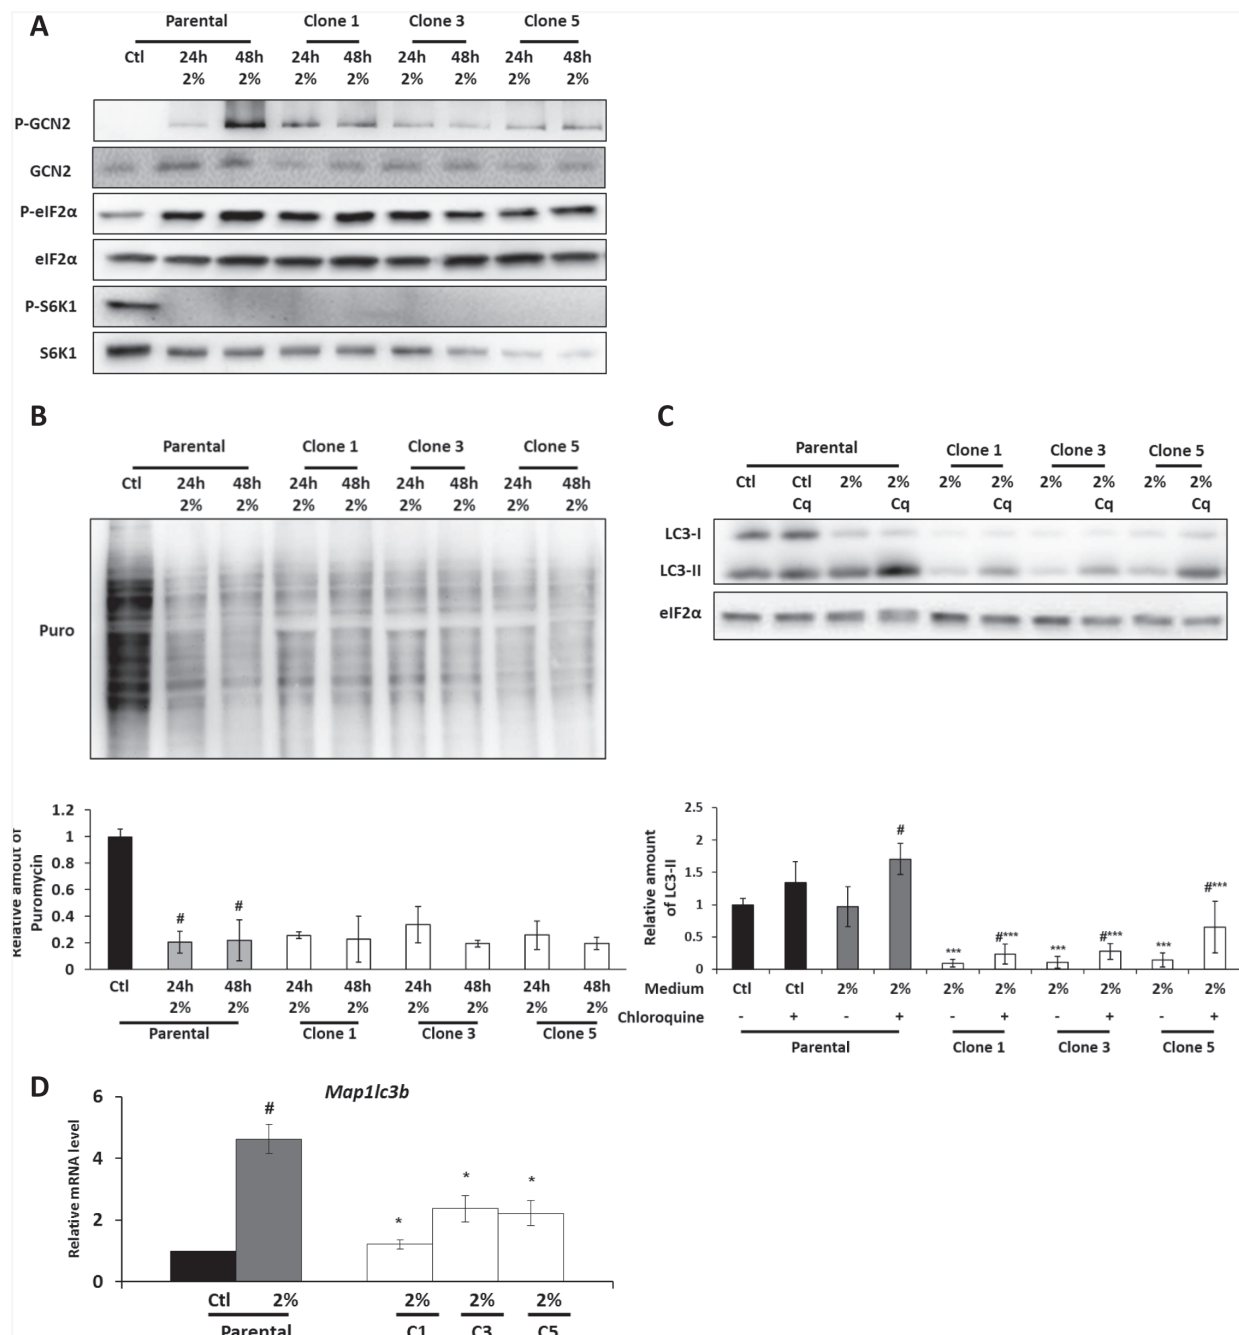 A
Parental Clone 1 Clone 3 Clone 5
Ctl 24h 48h 24h 48h 24h 48h 24h 48h
2% 2% 2% 2% 2% 2% 2% 2%
P-GCN2
GCN2
P-eIF2α
eIF2α
P-S6K1
S6K1
B
Parental Clone 1 Clone 3 Clone 5
Ctl 24h 48h 24h 48h 24h 48h 24h 48h
2% 2% 2% 2% 2% 2% 2% 2%
Puro
Relative amout of
Puromycin
1.2
1
0.8
0.6
0.4
0.2
0
# #
Ctl 24h 48h 24h 48h 24h 48h 24h 48h
2% 2% 2% 2% 2% 2% 2% 2%
Parental Clone 1 Clone 3 Clone 5
C
Parental Clone 1 Clone 3 Clone 5
Ctl Ctl 2% 2% 2% 2% 2% 2% 2% 2%
Cq Cq Cq Cq Cq
LC3-I
LC3-II
eIF2α
Relative amount
of LC3-II
2.5
2
1.5
1
0.5
0
# *** #*** *** #*** *** #***
Medium Ctl Ctl 2% 2% 2% 2% 2% 2% 2% 2%
Chloroquine - + - + - + - + - +
Parental Clone 1 Clone 3 Clone 5
D
Map1lc3b
Relative mRNA level
6
4
2
0
# * * *
Ctl 2% 2% 2% 2%
Parental C1 C3 C5